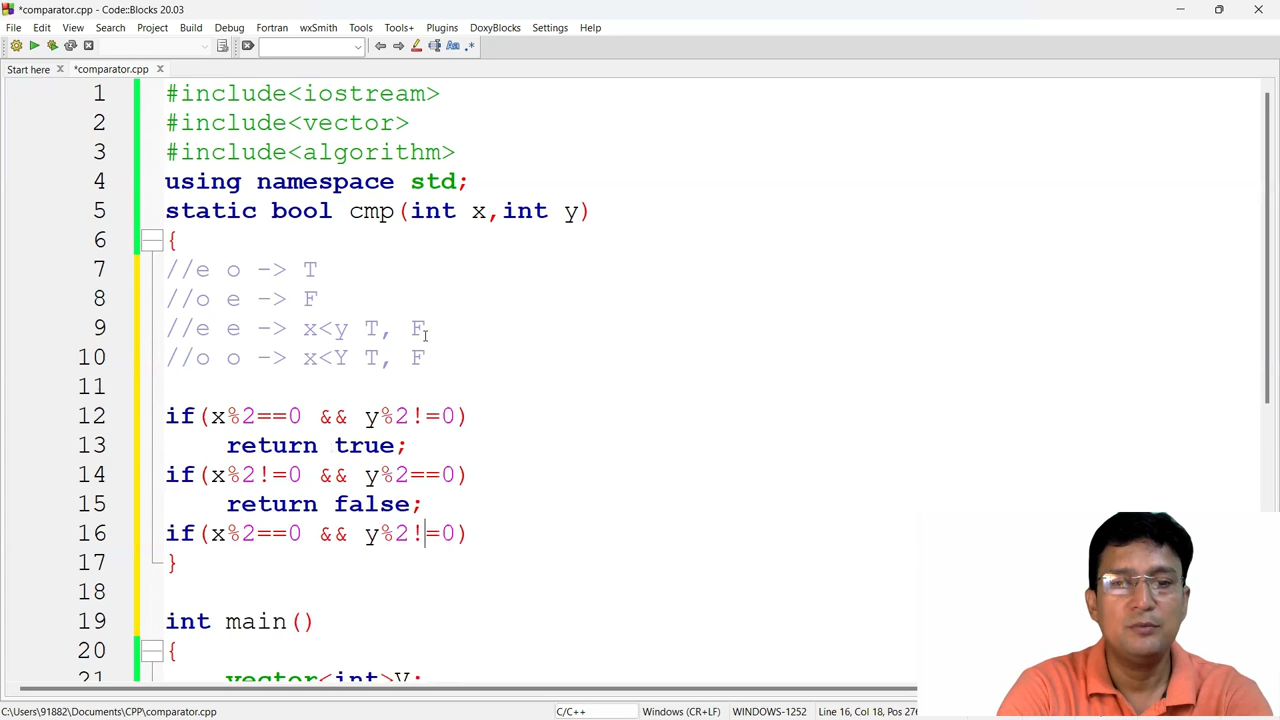 *comparator.cpp - Code::Blocks 20.03
File Edit View Search Project Build Debug Fortran wxSmith Tools Tools+ Plugins DoxyBlocks Settings Help
Start here *comparator.cpp
1 #include<iostream>
2 #include<vector>
3 #include<algorithm>
4 using namespace std;
5 static bool cmp(int x,int y)
6 {
7 //e o -> T
8 //o e -> F
9 //e e -> x<y T, F
10 //o o -> x<Y T, F
11
12 if(x%2==0 && y%2!=0)
13 return true;
14 if(x%2!=0 && y%2==0)
15 return false;
16 if(x%2==0 && y%2!=0)
17 }
18
19 int main()
20 {
21 vector<int>V;
C:\Users\91882\Documents\CPP\comparator.cpp C/C++ Windows (CR+LF) WINDOWS-1252 Line 16, Col 18, Pos 276